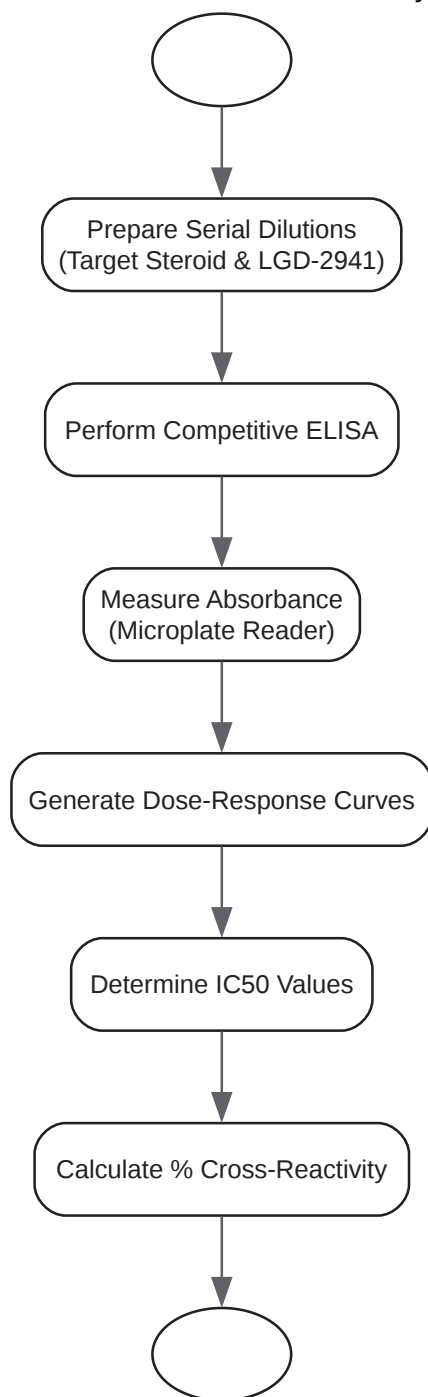 Prepare Serial Dilutions
(Target Steroid & LGD-2941)
Perform Competitive ELISA
Measure Absorbance
(Microplate Reader)
Generate Dose-Response Curves
Determine IC50 Values
Calculate % Cross-Reactivity